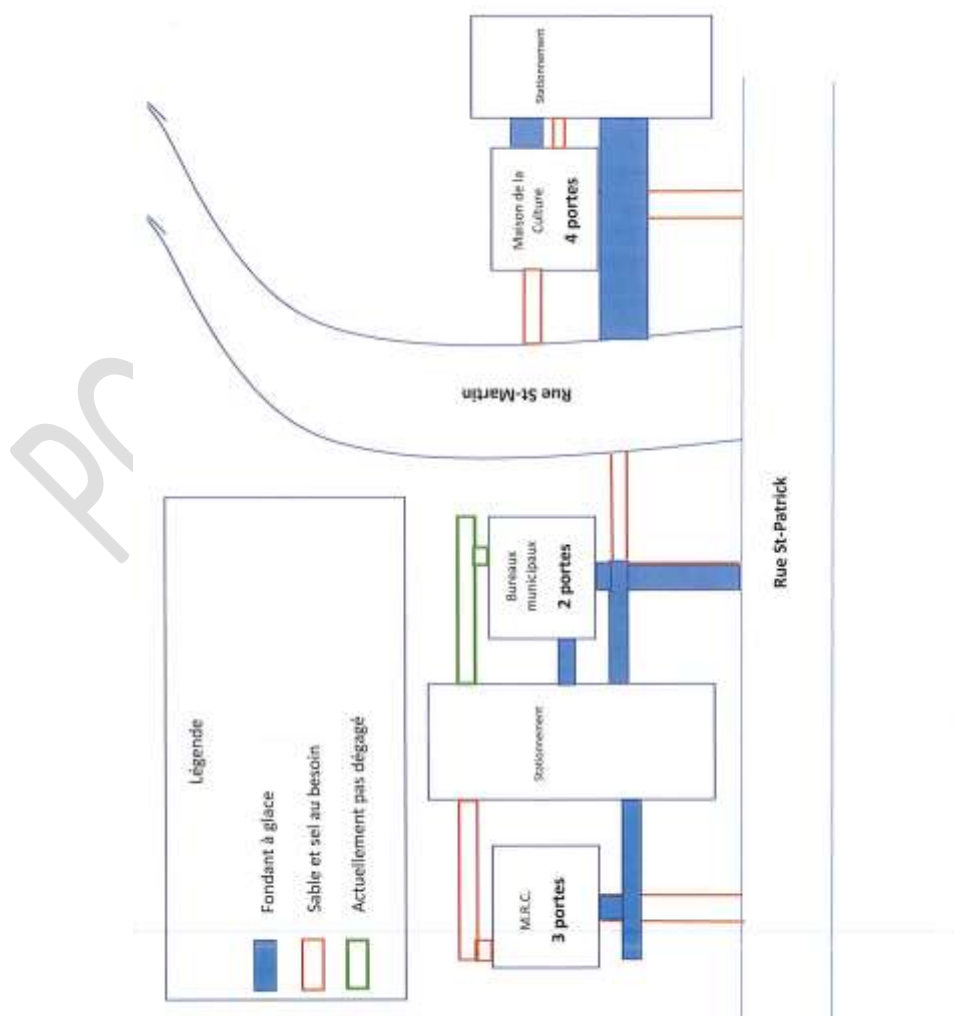 Légende
Fondant à glace
Sable et sel au besoin
Actuellement pas dégagé
M.R.C.
3 portes
Stationnement
Bureaux
municipaux
2 portes
Rue St-Martin
Maison de la
Culture
4 portes
Stationnement
Rue St-Patrick